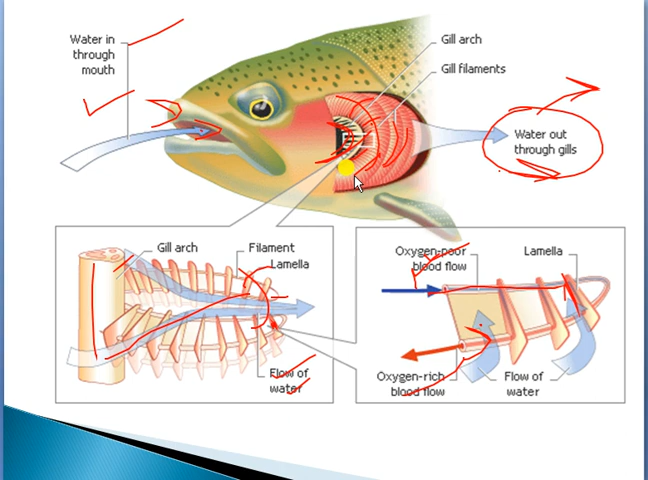 Water in
through
mouth
Gill arch
Gill filaments
Water out
through gills
Gill arch
Filament
Lamella
Flow of
water
Oxygen-poor
blood flow
Lamella
Oxygen-rich
blood flow
Flow of
water